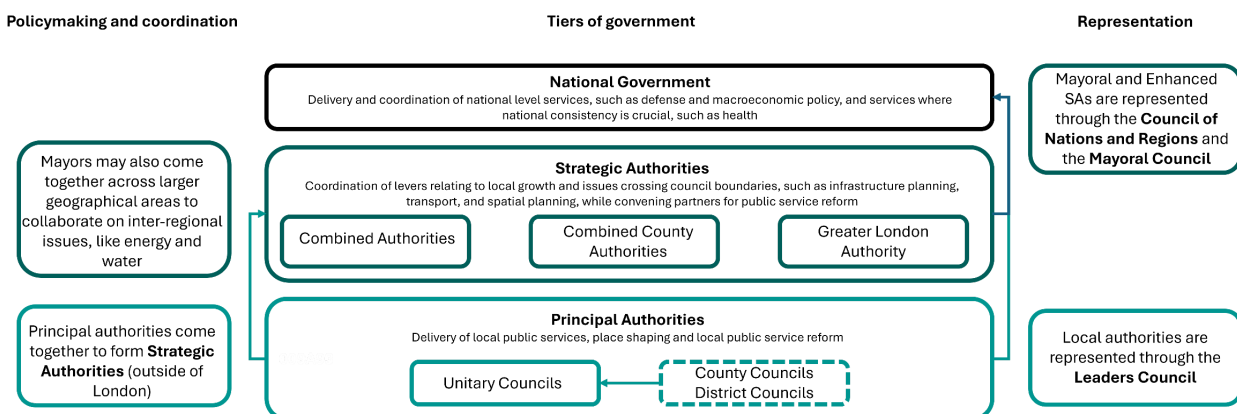 Policymaking and coordination
Tiers of government
Representation
National Government
Delivery and coordination of national level services, such as defense and macroeconomic policy, and services where
national consistency is crucial, such as health
Mayoral and Enhanced
SAs are represented
through the Council of
Nations and Regions and
the Mayoral Council
Mayors may also come
together across larger
geographical areas to
collaborate on inter-regional
issues, like energy and
water
Strategic Authorities
Coordination of levers relating to local growth and issues crossing council boundaries, such as infrastructure planning,
transport, and spatial planning, while convening partners for public service reform
Combined Authorities
Combined County
Authorities
Greater London
Authority
Principal authorities come
together to form Strategic
Authorities (outside of
London)
Principal Authorities
Delivery of local public services, place shaping and local public service reform
Unitary Councils
County Councils
District Councils
Local authorities are
represented through the
Leaders Council